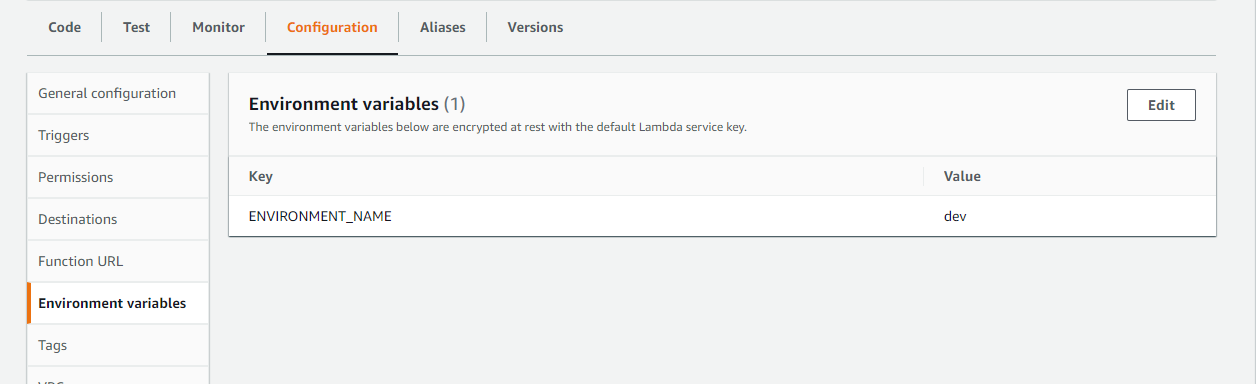 Code Test Monitor Configuration Aliases Versions
General configuration
Triggers
Permissions
Destinations
Function URL
Environment variables
Tags
Environment variables (1)
Edit
The environment variables below are encrypted at rest with the default Lambda service key.
Key Value
ENVIRONMENT_NAME dev